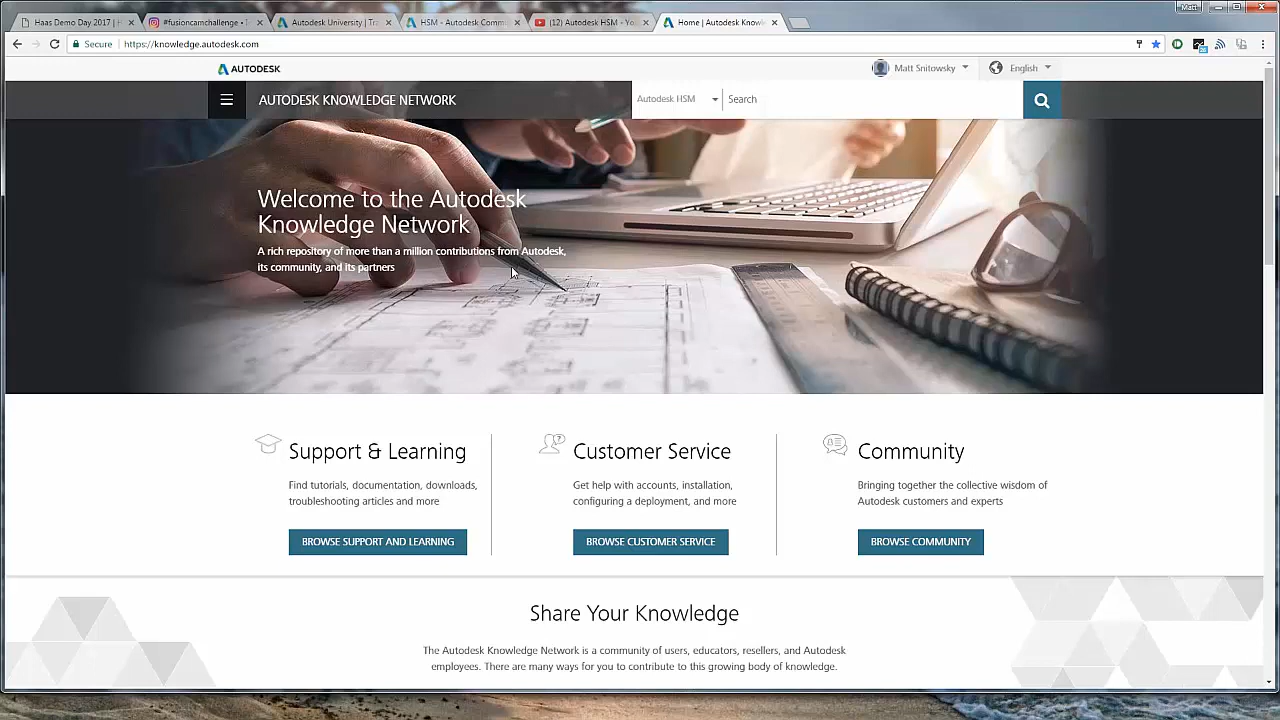 Matt
Haas Demo Day 2017 | H
#fusioncamchallenge • I
Autodesk University | Tra
HSM - Autodesk Commu
(12) Autodesk HSM - Yo
Home | Autodesk Knowl
Secure https://knowledge.autodesk.com
AUTODESK
Matt Snitowsky
English
AUTODESK KNOWLEDGE NETWORK
Autodesk HSM
Search
Welcome to the Autodesk
Knowledge Network
A rich repository of more than a million contributions from Autodesk,
its community, and its partners
Support & Learning
Find tutorials, documentation, downloads,
troubleshooting articles and more
BROWSE SUPPORT AND LEARNING
Customer Service
Get help with accounts, installation,
configuring a deployment, and more
BROWSE CUSTOMER SERVICE
Community
Bringing together the collective wisdom of
Autodesk customers and experts
BROWSE COMMUNITY
Share Your Knowledge
The Autodesk Knowledge Network is a community of users, educators, resellers, and Autodesk
employees. There are many ways for you to contribute to this growing body of knowledge.